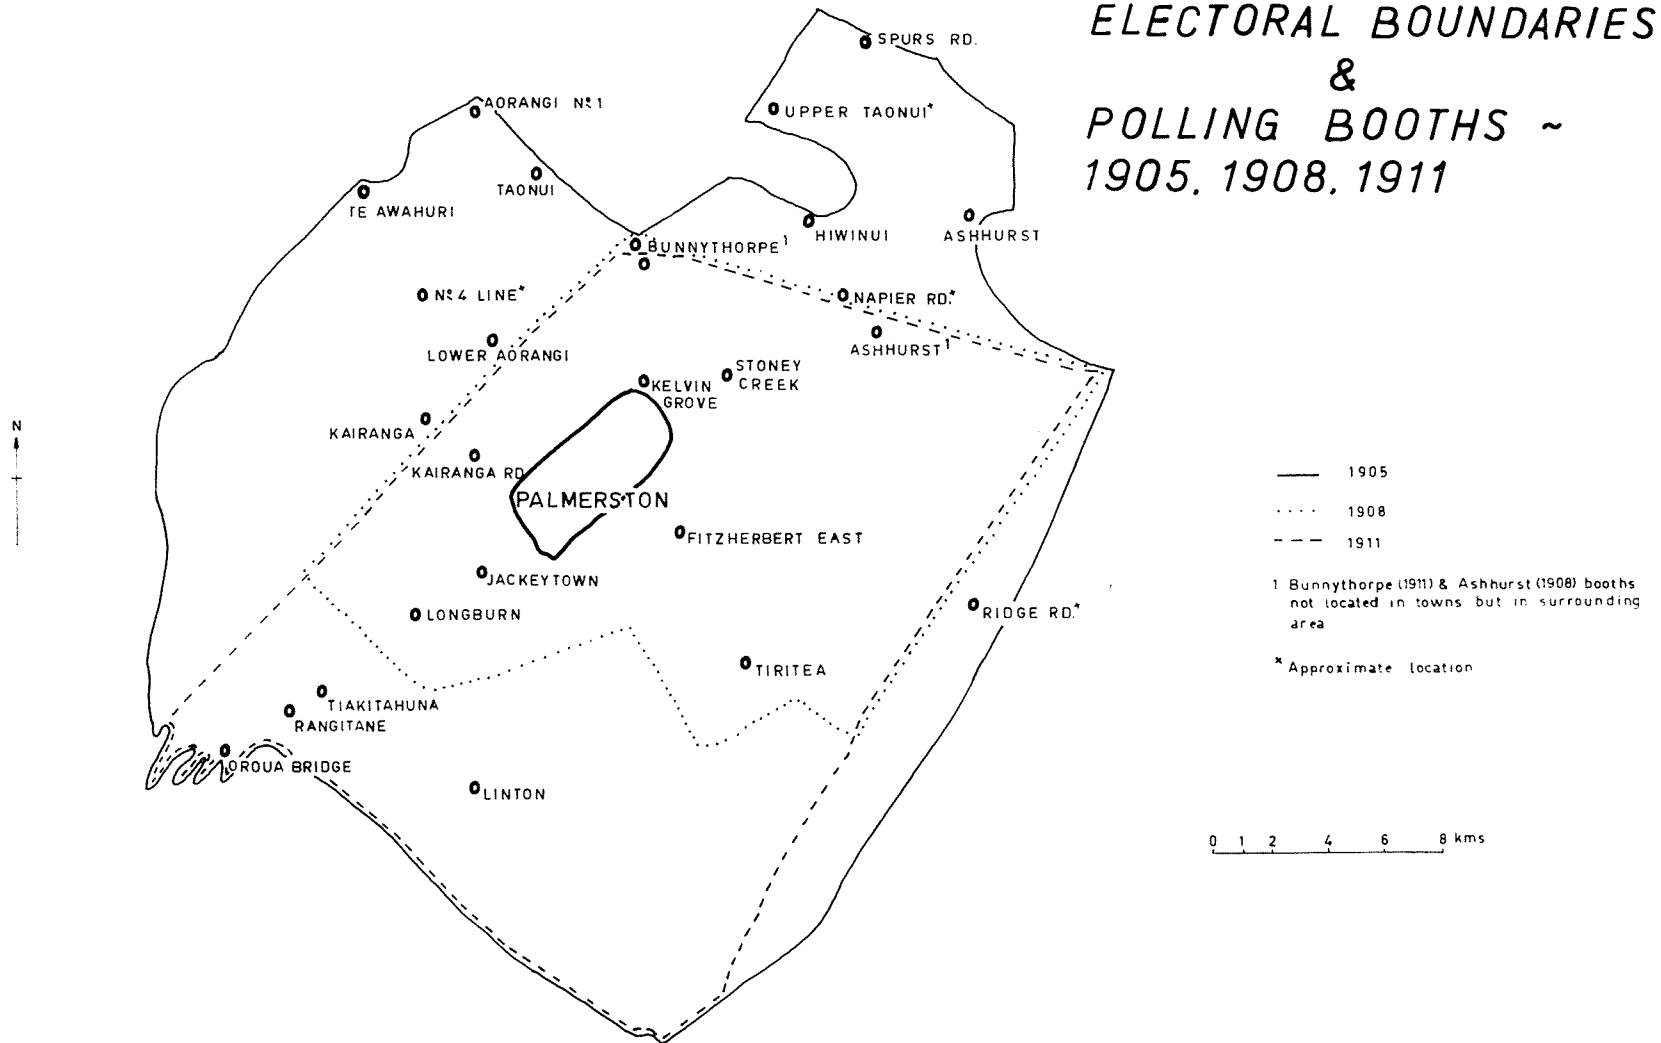 ELECTORAL BOUNDARIES
&
POLLING BOOTHS ~
1905, 1908, 1911
SPURS RD.
AORANGI Nº 1
UPPER TAONUI*
TAONUI
TE AWAHURI
BUNNYTHORPE¹
HIWINUI
ASHHURST
Nº 4 LINE*
NAPIER RD.*
LOWER AORANGI
ASHHURST¹
STONEY
CREEK
KELVIN
GROVE
KAIRANGA
KAIRANGA RD
PALMERSTON
FITZHERBERT EAST
JACKEYTOWN
LONGBURN
RIDGE RD.*
TIRITEA
TIAKITAHUNA
RANGITANE
OROUA BRIDGE
LINTON
N
1905
1908
1911
1 Bunnythorpe (1911) & Ashhurst (1908) booths
not located in towns but in surrounding
area
* Approximate location
0 1 2 4 6 8 kms